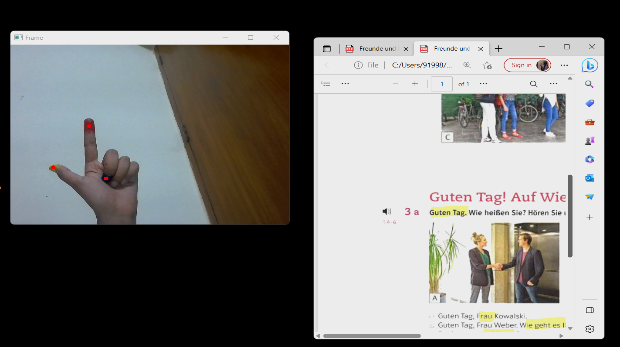 Frame
Freunde und
Freunde und
File
C:/Users/91990/...
Sign in
1 of 1
C
Guten Tag! Auf Wie
3 a
Guten Tag. Wie heißen Sie? Hören Sie u
A
Guten Tag, Frau Kowalski.
Guten Tag, Frau Weber. Wie geht es I